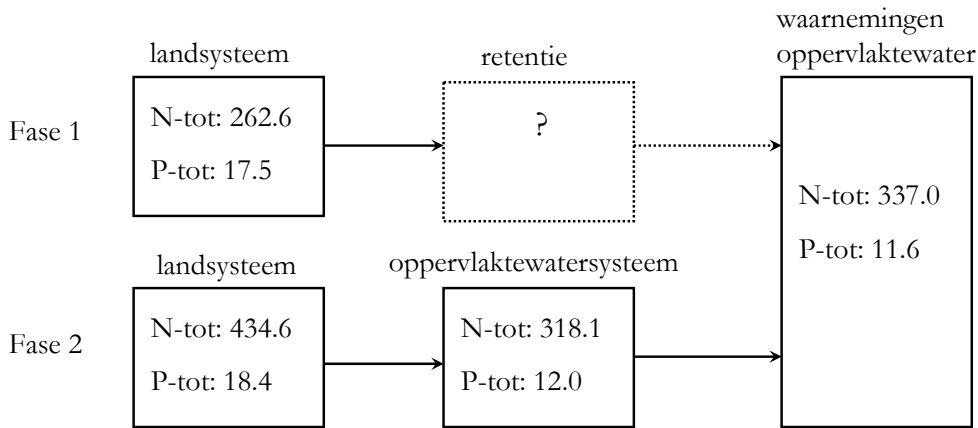 waarnemingen
oppervlaktewater
landsysteem
retentie
Fase 1
N-tot: 262.6
P-tot: 17.5
?
N-tot: 337.0
P-tot: 11.6
landsysteem
oppervlaktewatersysteem
Fase 2
N-tot: 434.6
P-tot: 18.4
N-tot: 318.1
P-tot: 12.0